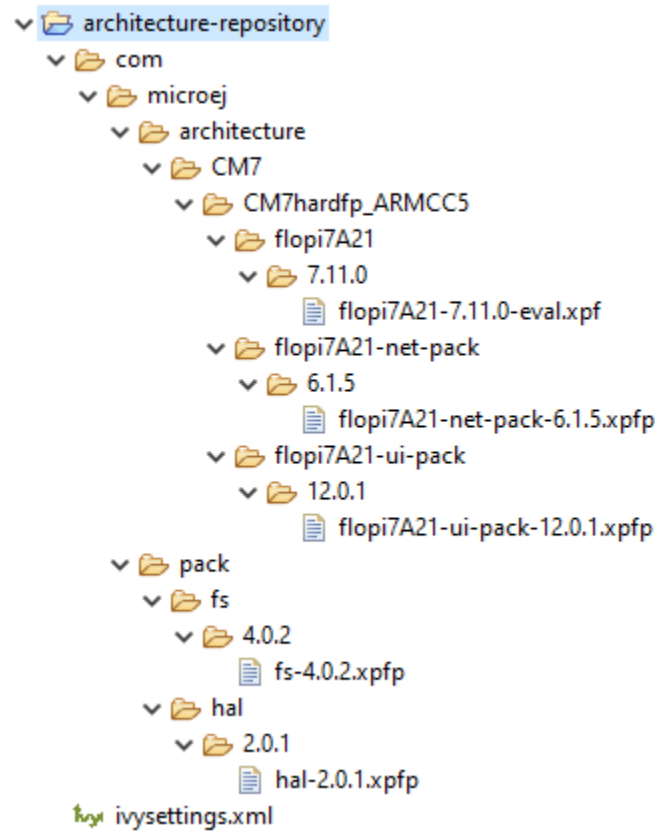 architecture-repository
com
microej
architecture
CM7
CM7hardfp_ARMCC5
flopi7A21
7.11.0
flopi7A21-7.11.0-eval.xpf
flopi7A21-net-pack
6.1.5
flopi7A21-net-pack-6.1.5.xpfp
flopi7A21-ui-pack
12.0.1
flopi7A21-ui-pack-12.0.1.xpfp
pack
fs
4.0.2
fs-4.0.2.xpfp
hal
2.0.1
hal-2.0.1.xpfp
ivy ivysettings.xml